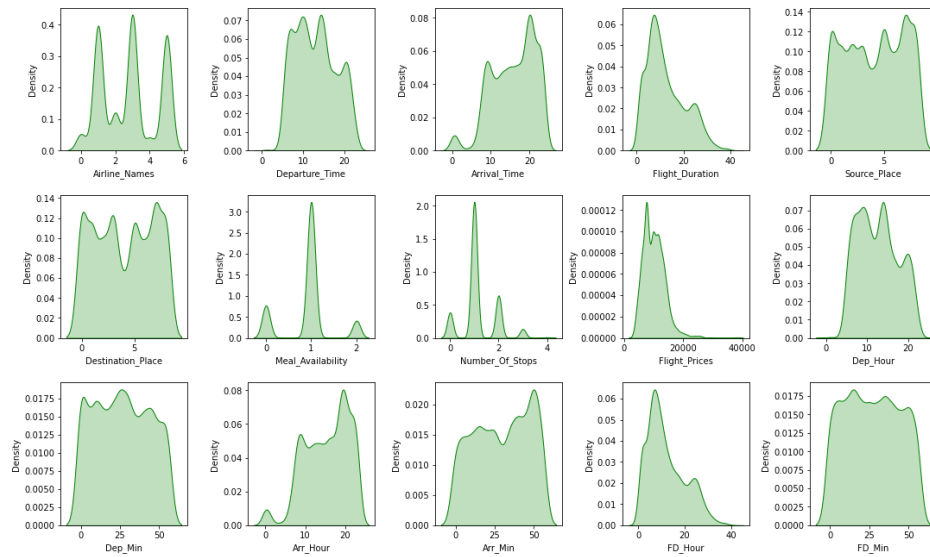 Density
0.4
0.3
0.2
0.1
0.0
0 2 4 6
Airline_Names
Density
0.07
0.06
0.05
0.04
0.03
0.02
0.01
0.00
0 10 20
Departure_Time
Density
0.08
0.06
0.04
0.02
0.00
0 10 20
Arrival_Time
Density
0.06
0.05
0.04
0.03
0.02
0.01
0.00
0 20 40
Flight_Duration
Density
0.14
0.12
0.10
0.08
0.06
0.04
0.02
0.00
0 5
Source_Place
Density
0.14
0.12
0.10
0.08
0.06
0.04
0.02
0.00
0 5
Destination_Place
Density
3.0
2.5
2.0
1.5
1.0
0.5
0.0
0 1 2
Meal_Availability
Density
2.0
1.5
1.0
0.5
0.0
0 2 4
Number_Of_Stops
Density
0.00012
0.00010
0.00008
0.00006
0.00004
0.00002
0.00000
0 20000 40000
Flight_Prices
Density
0.07
0.06
0.05
0.04
0.03
0.02
0.01
0.00
0 10 20
Dep_Hour
Density
0.0175
0.0150
0.0125
0.0100
0.0075
0.0050
0.0025
0.0000
0 25 50
Dep_Min
Density
0.08
0.06
0.04
0.02
0.00
0 10 20
Arr_Hour
Density
0.020
0.015
0.010
0.005
0.000
0 25 50
Arr_Min
Density
0.06
0.05
0.04
0.03
0.02
0.01
0.00
0 20 40
FD_Hour
Density
0.0175
0.0150
0.0125
0.0100
0.0075
0.0050
0.0025
0.0000
0 25 50
FD_Min